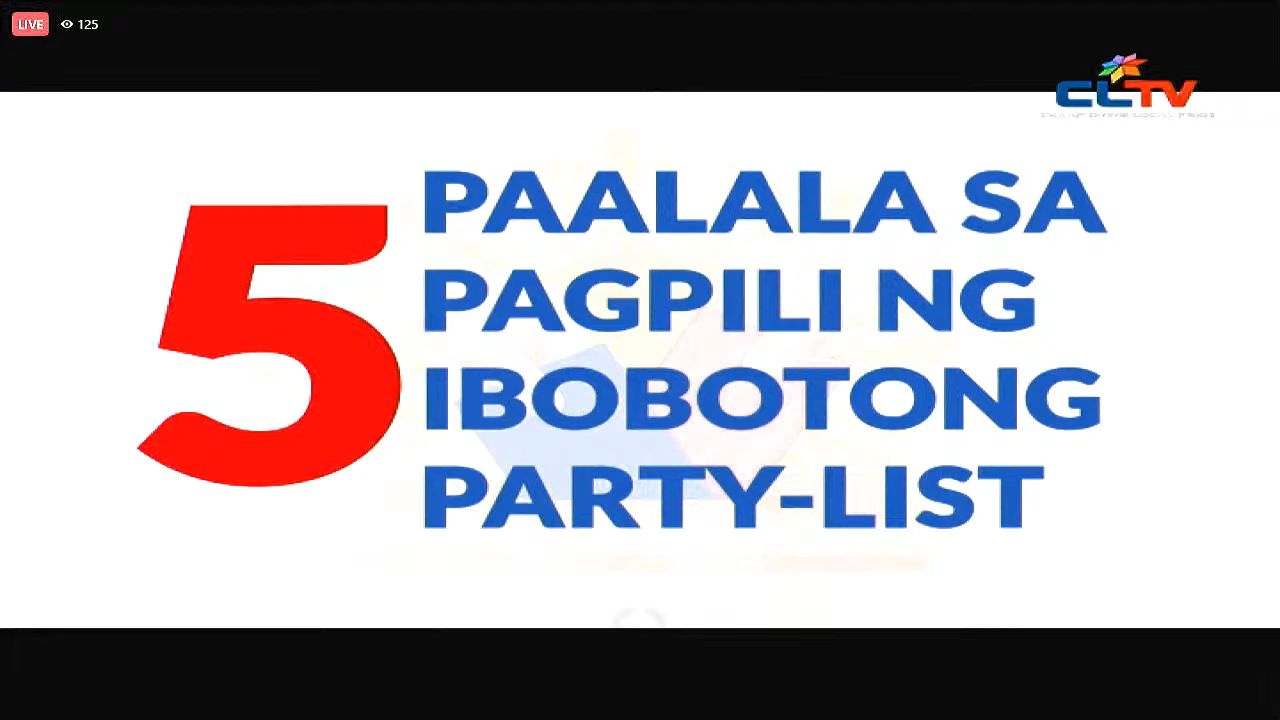 LIVE 125
CLTV
5 PAALALA SA
PAGPILI NG
IBOBOTONG
PARTY-LIST